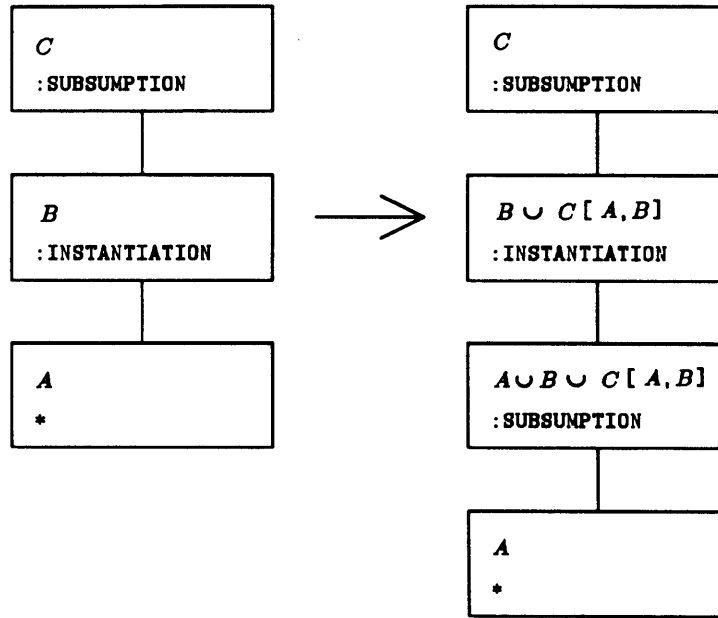 C
:SUBSUMPTION
B
:INSTANTIATION
A
*
C
:SUBSUMPTION
B ∪ C [ A, B]
:INSTANTIATION
A ∪ B ∪ C [ A, B]
:SUBSUMPTION
A
*